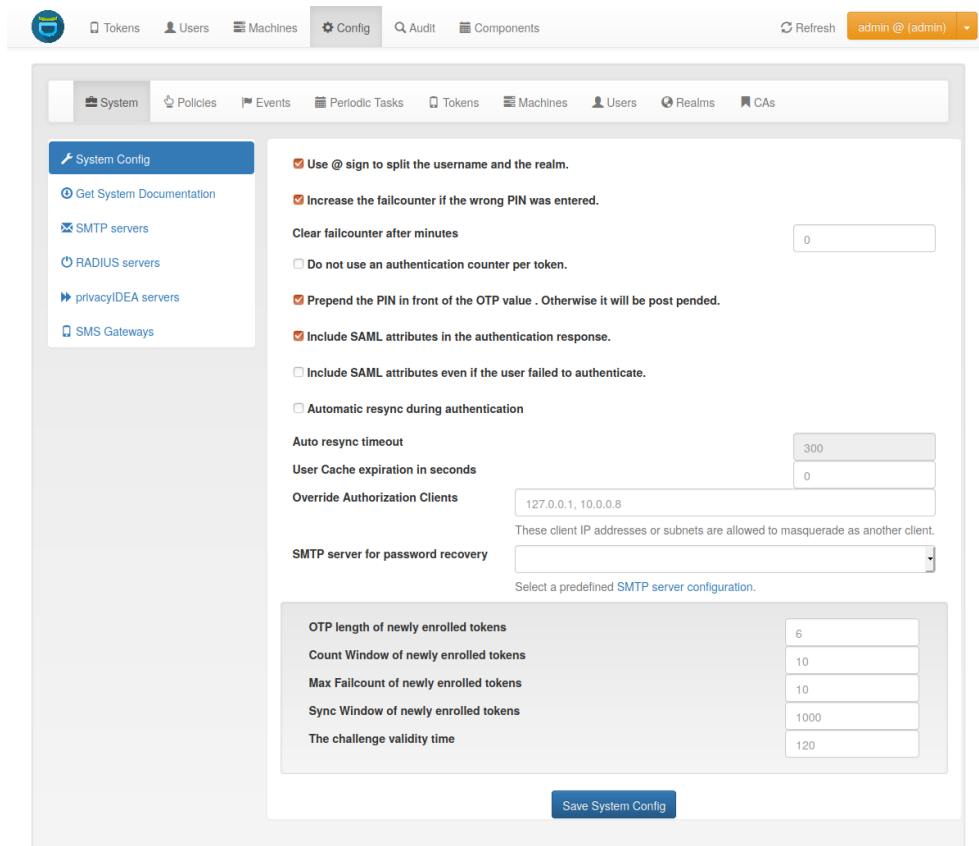 Tokens Users Machines Config Audit Components Refresh admin @ (admin)
System Policies Events Periodic Tasks Tokens Machines Users Realms CAs
System Config
Get System Documentation
SMTP servers
RADIUS servers
privacyIDEA servers
SMS Gateways
Use @ sign to split the username and the realm.
Increase the failcounter if the wrong PIN was entered.
Clear failcounter after minutes 0
Do not use an authentication counter per token.
Prepend the PIN in front of the OTP value . Otherwise it will be post pended.
Include SAML attributes in the authentication response.
Include SAML attributes even if the user failed to authenticate.
Automatic resync during authentication
Auto resync timeout 300
User Cache expiration in seconds 0
Override Authorization Clients 127.0.0.1, 10.0.0.8
These client IP addresses or subnets are allowed to masquerade as another client.
SMTP server for password recovery
Select a predefined SMTP server configuration.
OTP length of newly enrolled tokens 6
Count Window of newly enrolled tokens 10
Max Failcount of newly enrolled tokens 10
Sync Window of newly enrolled tokens 1000
The challenge validity time 120
Save System Config